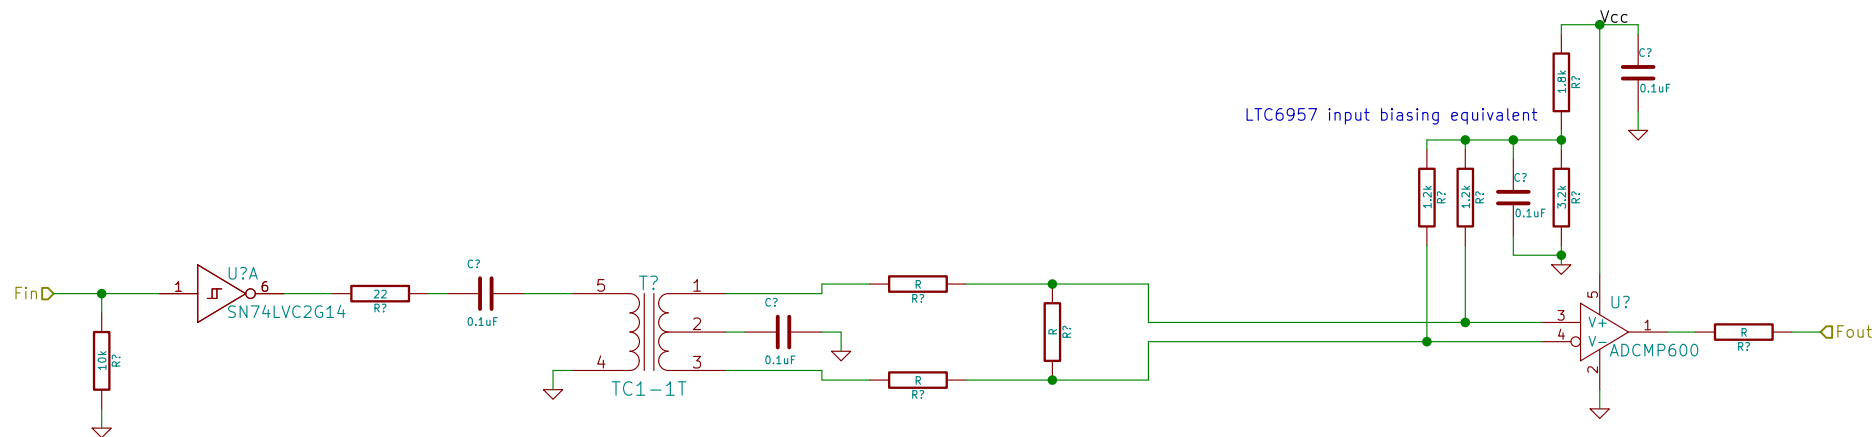 Vcc
C?
1.8k
R?
0.1uF
LTC6957 input biasing equivalent
1.2k
R?
1.2k
R?
C?
0.1uF
3.2k
R?
Fin
10k
R?
1
U?A
6
SN74LVC2G14
22
R?
C?
0.1uF
5
4
T?
TC1-1T
1
2
3
C?
0.1uF
R
R?
R
R?
R
R?
3
4
5
U?
V+
V-
1
ADCMP600
2
R
R?
Fout